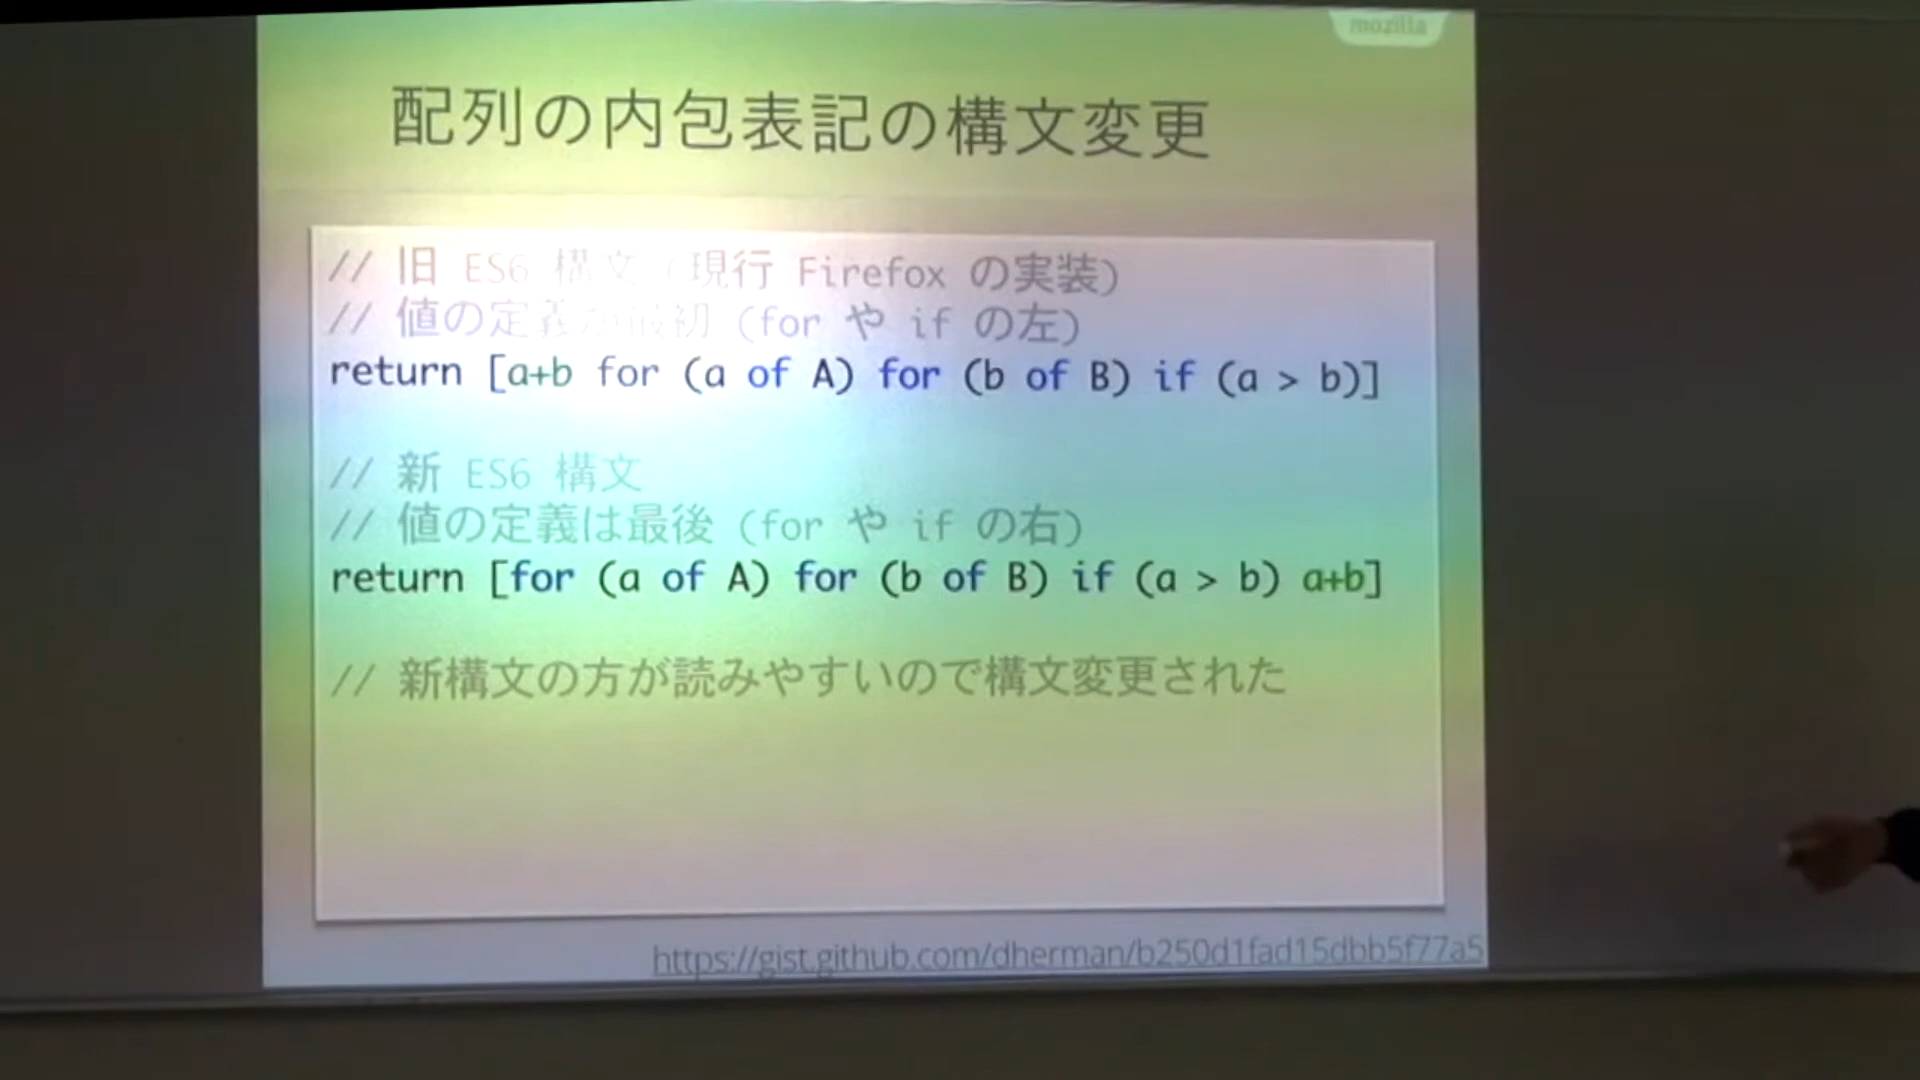 mozilla
配列の内包表記の構文変更
// 旧 ES6 構文 (現行 Firefox の実装)
// 値の定義が最初 (for や if の左)
return [a+b for (a of A) for (b of B) if (a > b)]
// 新 ES6 構文
// 値の定義は最後 (for や if の右)
return [for (a of A) for (b of B) if (a > b) a+b]
// 新構文の方が読みやすいので構文変更された
https://gist.github.com/dherman/b250d1fad15dbb5f77a5